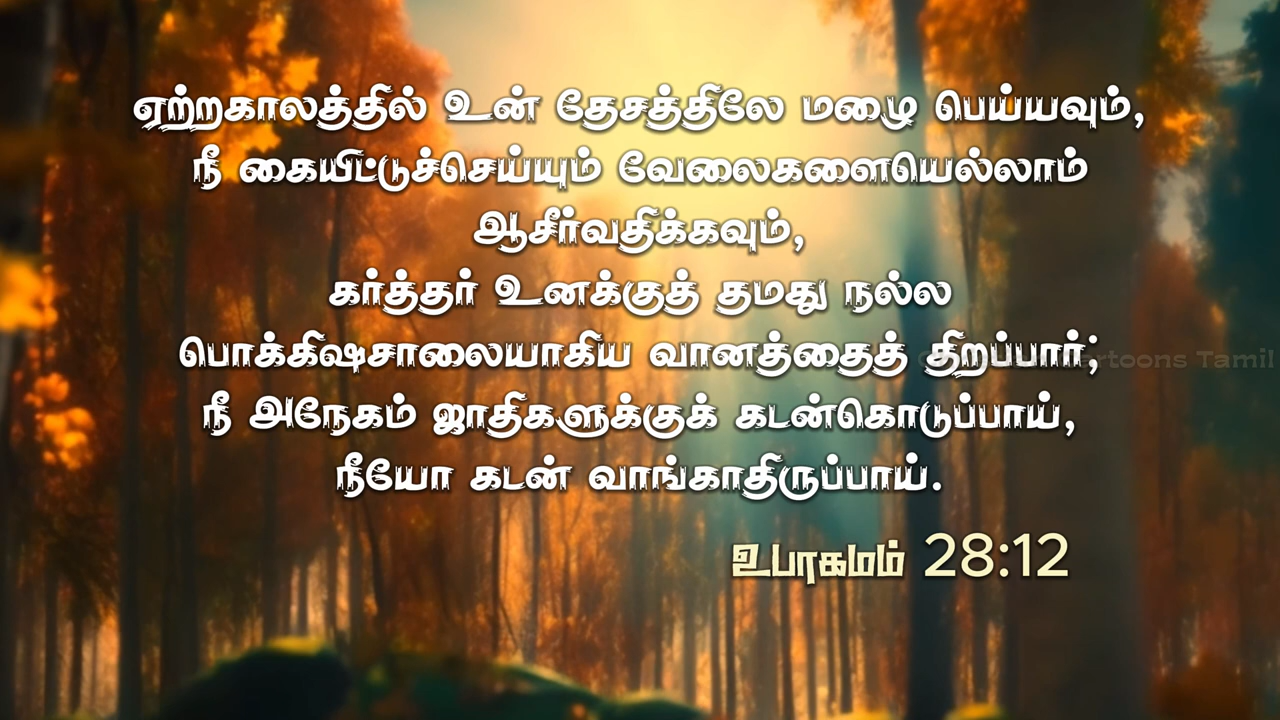 ஏற்றகாலத்தில் உன் தேசத்திலே மழை பெய்யவும்,
நீ கையிட்டுச்செய்யும் வேலைகளையெல்லாம்
ஆசீர்வதிக்கவும்,
கர்த்தர் உனக்குத் தமது நல்ல
பொக்கிஷசாலையாகிய வானத்தைத் திறப்பார்;
நீ அநேகம் ஜாதிகளுக்குக் கடன்கொடுப்பாய்,
நீயோ கடன் வாங்காதிருப்பாய்.
உபாகமம் 28:12
Tamil